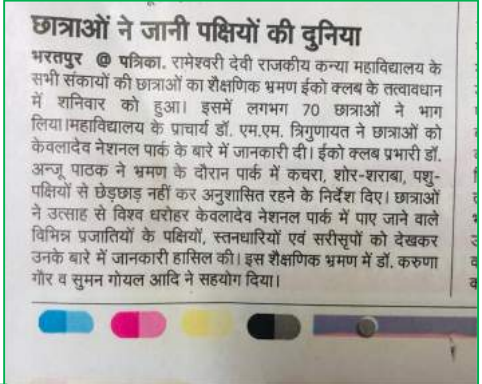 छात्राओं ने जानी पक्षियों की दुनिया
भरतपुर @ पत्रिका. रामेश्वरी देवी राजकीय कन्या महाविद्यालय के
सभी संकायों की छात्राओं का शैक्षणिक भ्रमण ईको क्लब के तत्वावधान
में शनिवार को हुआ। इसमें लगभग 70 छात्राओं ने भाग
लिया।महाविद्यालय के प्राचार्य डॉ. एम.एम. त्रिगुणायत ने छात्राओं को
केवलादेव नेशनल पार्क के बारे में जानकारी दी। ईको क्लब प्रभारी डॉ.
अन्जू पाठक ने भ्रमण के दौरान पार्क में कचरा, शोर-शराबा, पशु-
पक्षियों से छेड़छाड़ नहीं कर अनुशासित रहने के निर्देश दिए। छात्राओं
ने उत्साह से विश्व धरोहर केवलादेव नेशनल पार्क में पाए जाने वाले
विभिन्न प्रजातियों के पक्षियों, स्तनधारियों एवं सरीसृपों को देखकर
उनके बारे में जानकारी हासिल की। इस शैक्षणिक भ्रमण में डॉ. करुणा
गौर व सुमन गोयल आदि ने सहयोग दिया।